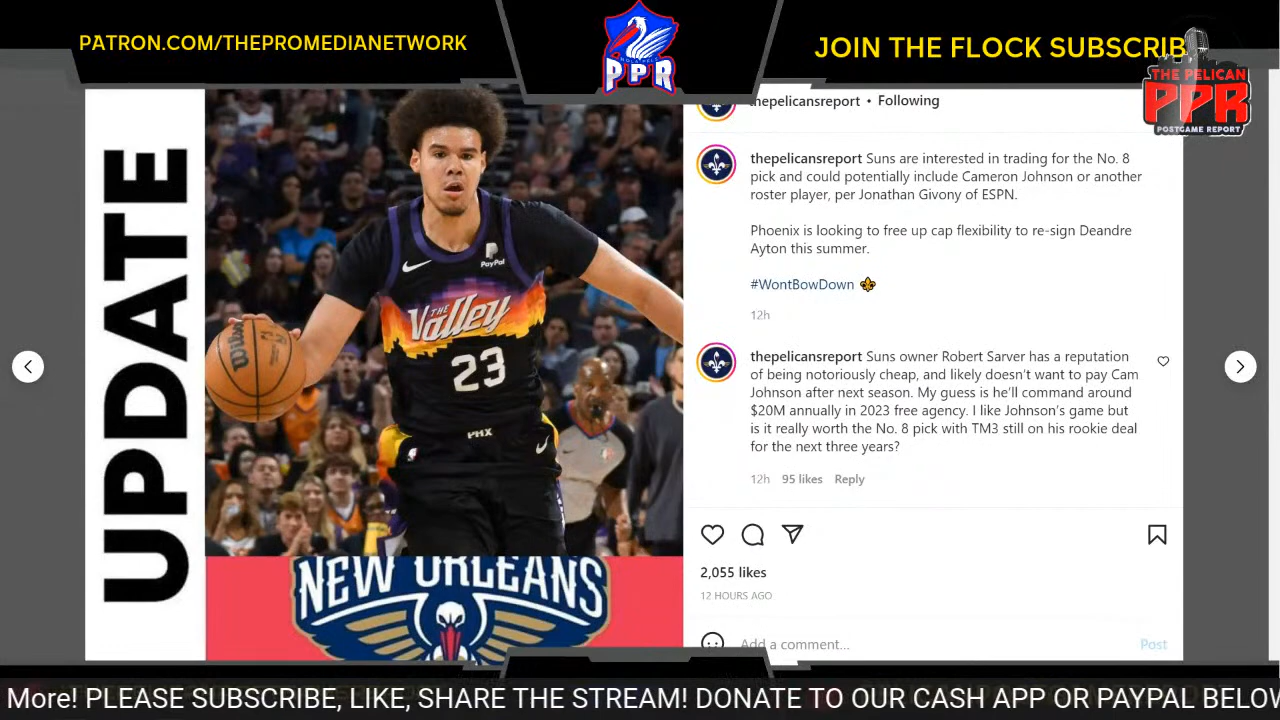 PATRON.COM/THEPROMEDIANETWORK
NOLA PELZ
PPR
JOIN THE FLOCK SUBSCRIB
THE PELICAN
PPR
POSTGAME REPORT
UPDATE
PayPal
THE
Valley
23
PHX
NEW ORLEANS
thepelicansreport • Following
thepelicansreport Suns are interested in trading for the No. 8
pick and could potentially include Cameron Johnson or another
roster player, per Jonathan Givony of ESPN.
Phoenix is looking to free up cap flexibility to re-sign Deandre
Ayton this summer.
#WontBowDown ⚜
12h
thepelicansreport Suns owner Robert Sarver has a reputation
of being notoriously cheap, and likely doesn't want to pay Cam
Johnson after next season. My guess is he'll command around
$20M annually in 2023 free agency. I like Johnson's game but
is it really worth the No. 8 pick with TM3 still on his rookie deal
for the next three years?
12h 95 likes Reply
2,055 likes
12 HOURS AGO
Add a comment... Post
More! PLEASE SUBSCRIBE, LIKE, SHARE THE STREAM! DONATE TO OUR CASH APP OR PAYPAL BELOW